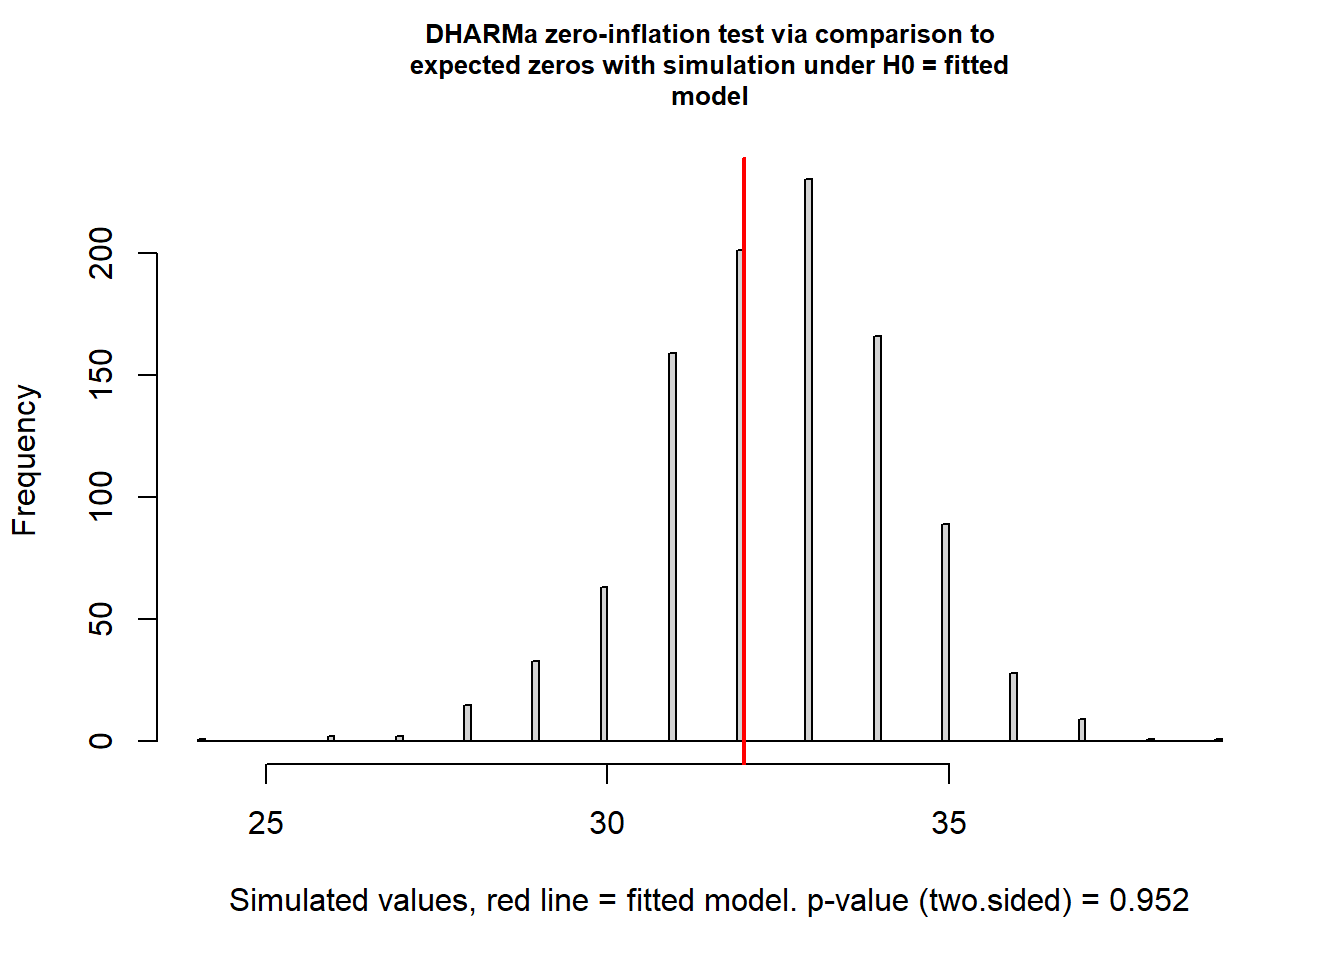 DHARMa zero-inflation test via comparison to
expected zeros with simulation under H0 = fitted
model
Frequency
200
150
100
50
0
25 30 35
Simulated values, red line = fitted model. p-value (two.sided) = 0.952